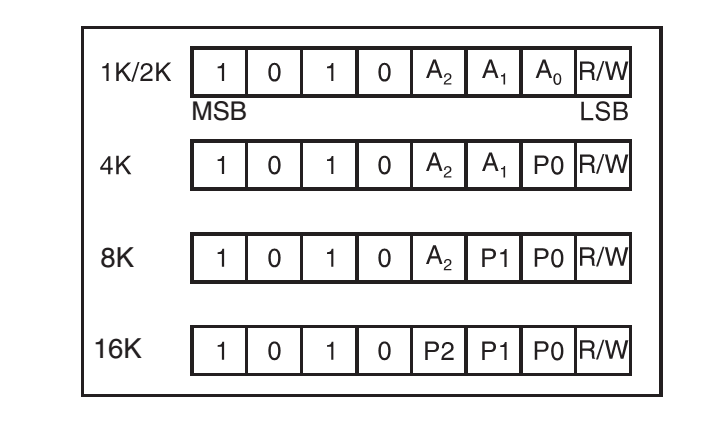 1K/2K 1 0 1 0 A₂ A₁ A₀ R/W
MSB LSB
4K 1 0 1 0 A₂ A₁ P0 R/W
8K 1 0 1 0 A₂ P1 P0 R/W
16K 1 0 1 0 P2 P1 P0 R/W